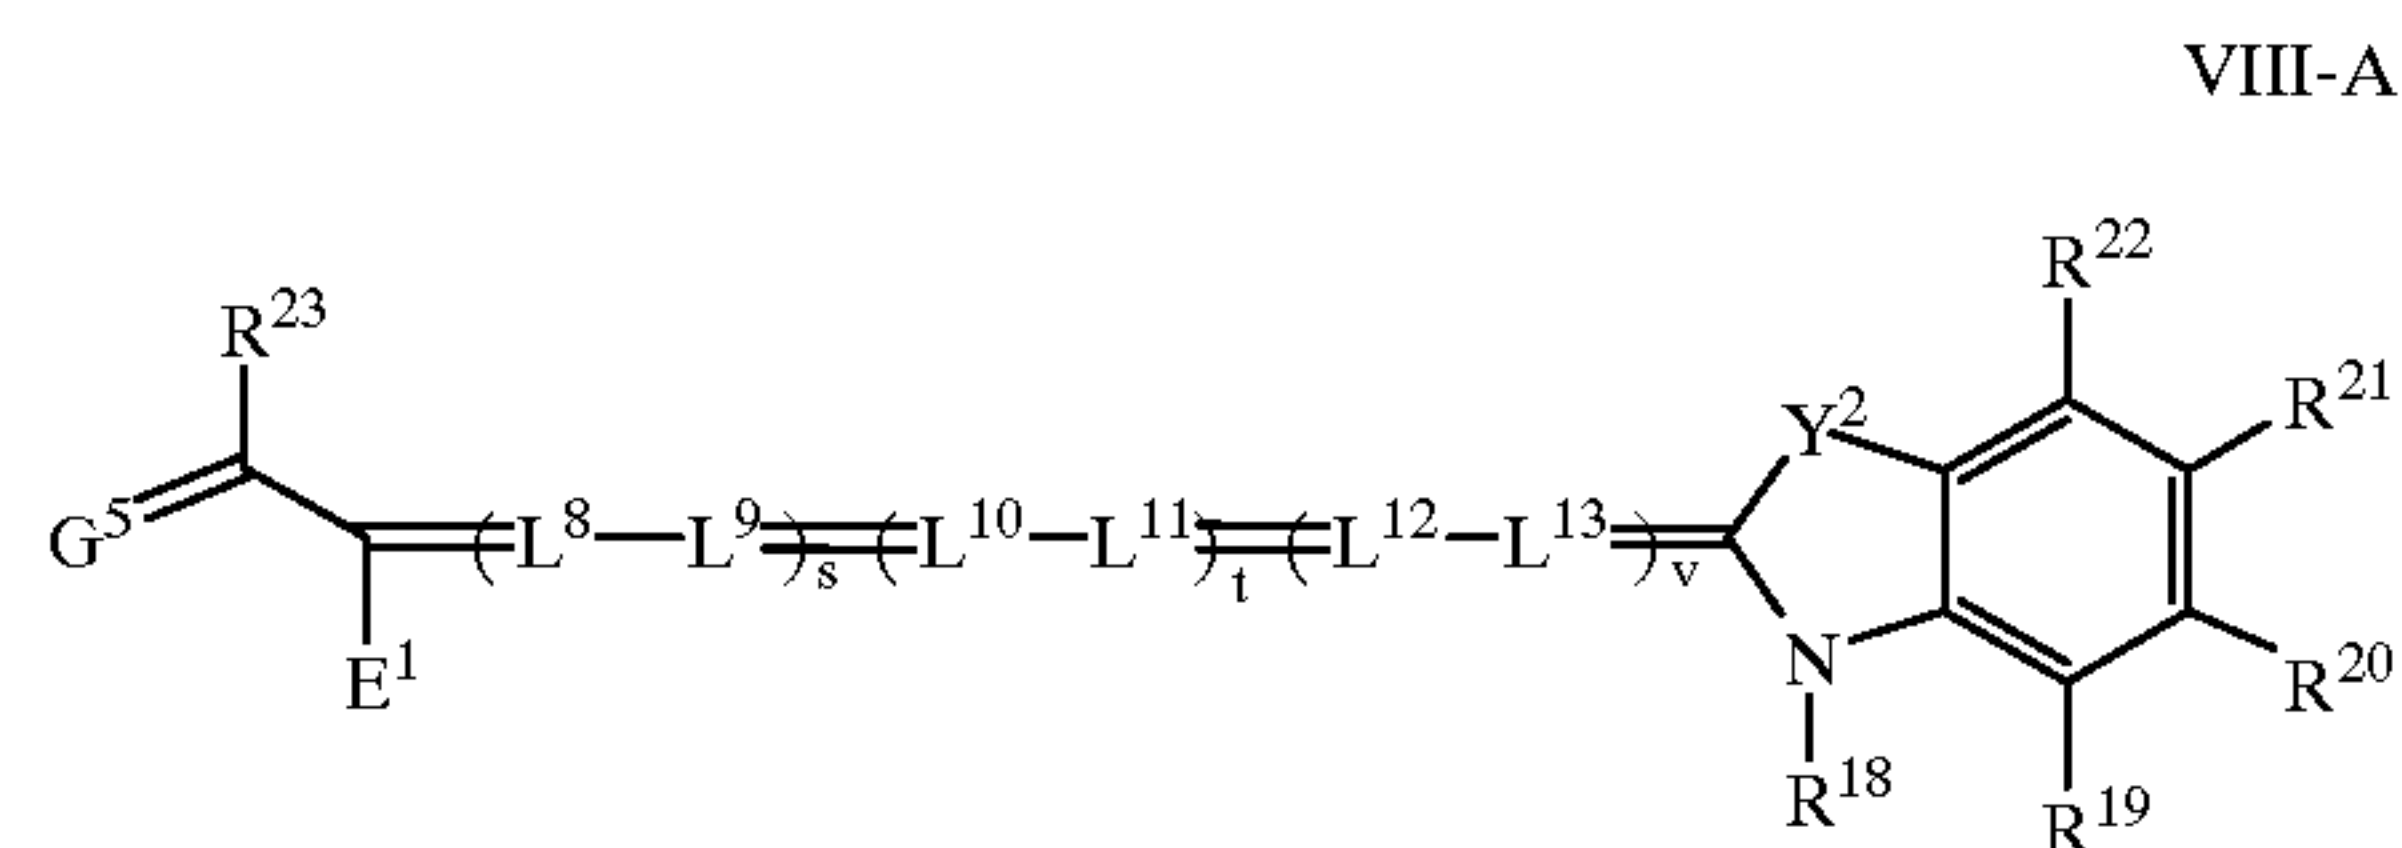 VIII-A
R22
R23
R21
Y2
G5 (L8—L9)s (L10—L11)t (L12—L13)v
E1
N
R20
R18
R19